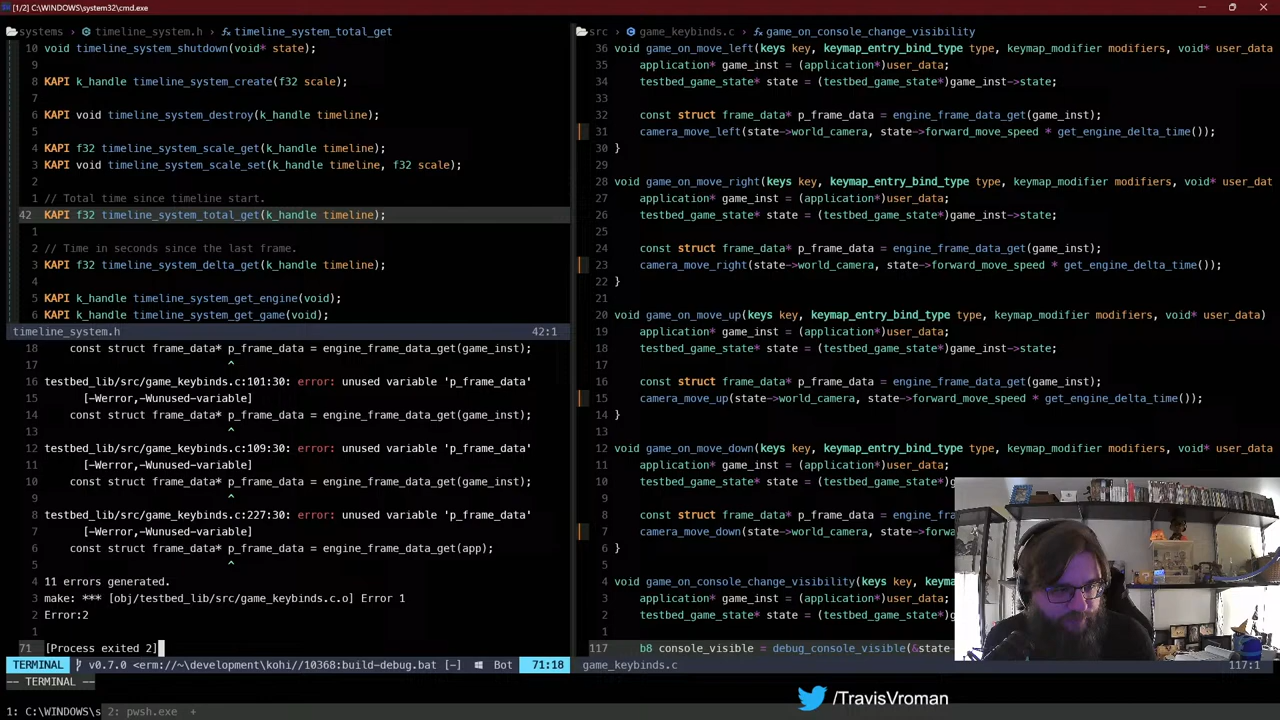 [1/2] C:\WINDOWS\system32\cmd.exe
systems > timeline_system.h > timeline_system_total_get
10 void timeline_system_shutdown(void* state);
9
8 KAPI k_handle timeline_system_create(f32 scale);
7
6 KAPI void timeline_system_destroy(k_handle timeline);
5
4 KAPI f32 timeline_system_scale_get(k_handle timeline);
3 KAPI void timeline_system_scale_set(k_handle timeline, f32 scale);
2
1 // Total time since timeline start.
42 KAPI f32 timeline_system_total_get(k_handle timeline);
1
2 // Time in seconds since the last frame.
3 KAPI f32 timeline_system_delta_get(k_handle timeline);
4
5 KAPI k_handle timeline_system_get_engine(void);
6 KAPI k_handle timeline_system_get_game(void);
timeline_system.h 42:1
18 const struct frame_data* p_frame_data = engine_frame_data_get(game_inst);
17 ^
16 testbed_lib/src/game_keybinds.c:101:30: error: unused variable 'p_frame_data'
15 [-Werror,-Wunused-variable]
14 const struct frame_data* p_frame_data = engine_frame_data_get(game_inst);
13 ^
12 testbed_lib/src/game_keybinds.c:109:30: error: unused variable 'p_frame_data'
11 [-Werror,-Wunused-variable]
10 const struct frame_data* p_frame_data = engine_frame_data_get(game_inst);
9 ^
8 testbed_lib/src/game_keybinds.c:227:30: error: unused variable 'p_frame_data'
7 [-Werror,-Wunused-variable]
6 const struct frame_data* p_frame_data = engine_frame_data_get(app);
5 ^
4 11 errors generated.
3 make: *** [obj/testbed_lib/src/game_keybinds.c.o] Error 1
2 Error:2
1
71 [Process exited 2]
TERMINAL v0.7.0 <erm://~\development\kohi//10368:build-debug.bat [-] Bot 71:18
-- TERMINAL --
1: C:\WINDOWS\s 2: pwsh.exe +
src > game_keybinds.c > game_on_console_change_visibility
36 void game_on_move_left(keys key, keymap_entry_bind_type type, keymap_modifier modifiers, void* user_data
35 application* game_inst = (application*)user_data;
34 testbed_game_state* state = (testbed_game_state*)game_inst->state;
33
32 const struct frame_data* p_frame_data = engine_frame_data_get(game_inst);
31 camera_move_left(state->world_camera, state->forward_move_speed * get_engine_delta_time());
30 }
29
28 void game_on_move_right(keys key, keymap_entry_bind_type type, keymap_modifier modifiers, void* user_dat
27 application* game_inst = (application*)user_data;
26 testbed_game_state* state = (testbed_game_state*)game_inst->state;
25
24 const struct frame_data* p_frame_data = engine_frame_data_get(game_inst);
23 camera_move_right(state->world_camera, state->forward_move_speed * get_engine_delta_time());
22 }
21
20 void game_on_move_up(keys key, keymap_entry_bind_type type, keymap_modifier modifiers, void* user_data)
19 application* game_inst = (application*)user_data;
18 testbed_game_state* state = (testbed_game_state*)game_inst->state;
17
16 const struct frame_data* p_frame_data = engine_frame_data_get(game_inst);
15 camera_move_up(state->world_camera, state->forward_move_speed * get_engine_delta_time());
14 }
13
12 void game_on_move_down(keys key, keymap_entry_bind_type type, keymap_modifier modifiers, void* user_data
11 application* game_inst = (application*)user_data;
10 testbed_game_state* state = (testbed_game_state*)g
9
8 const struct frame_data* p_frame_data = engine_fra
7 camera_move_down(state->world_camera, state->forwa
6 }
5
4 void game_on_console_change_visibility(keys key, keyma
3 application* game_inst = (application*)user_data;
2 testbed_game_state* state = (testbed_game_state*)g
1
117 b8 console_visible = debug_console_visible(&state-
game_keybinds.c 117:1
/TravisVroman